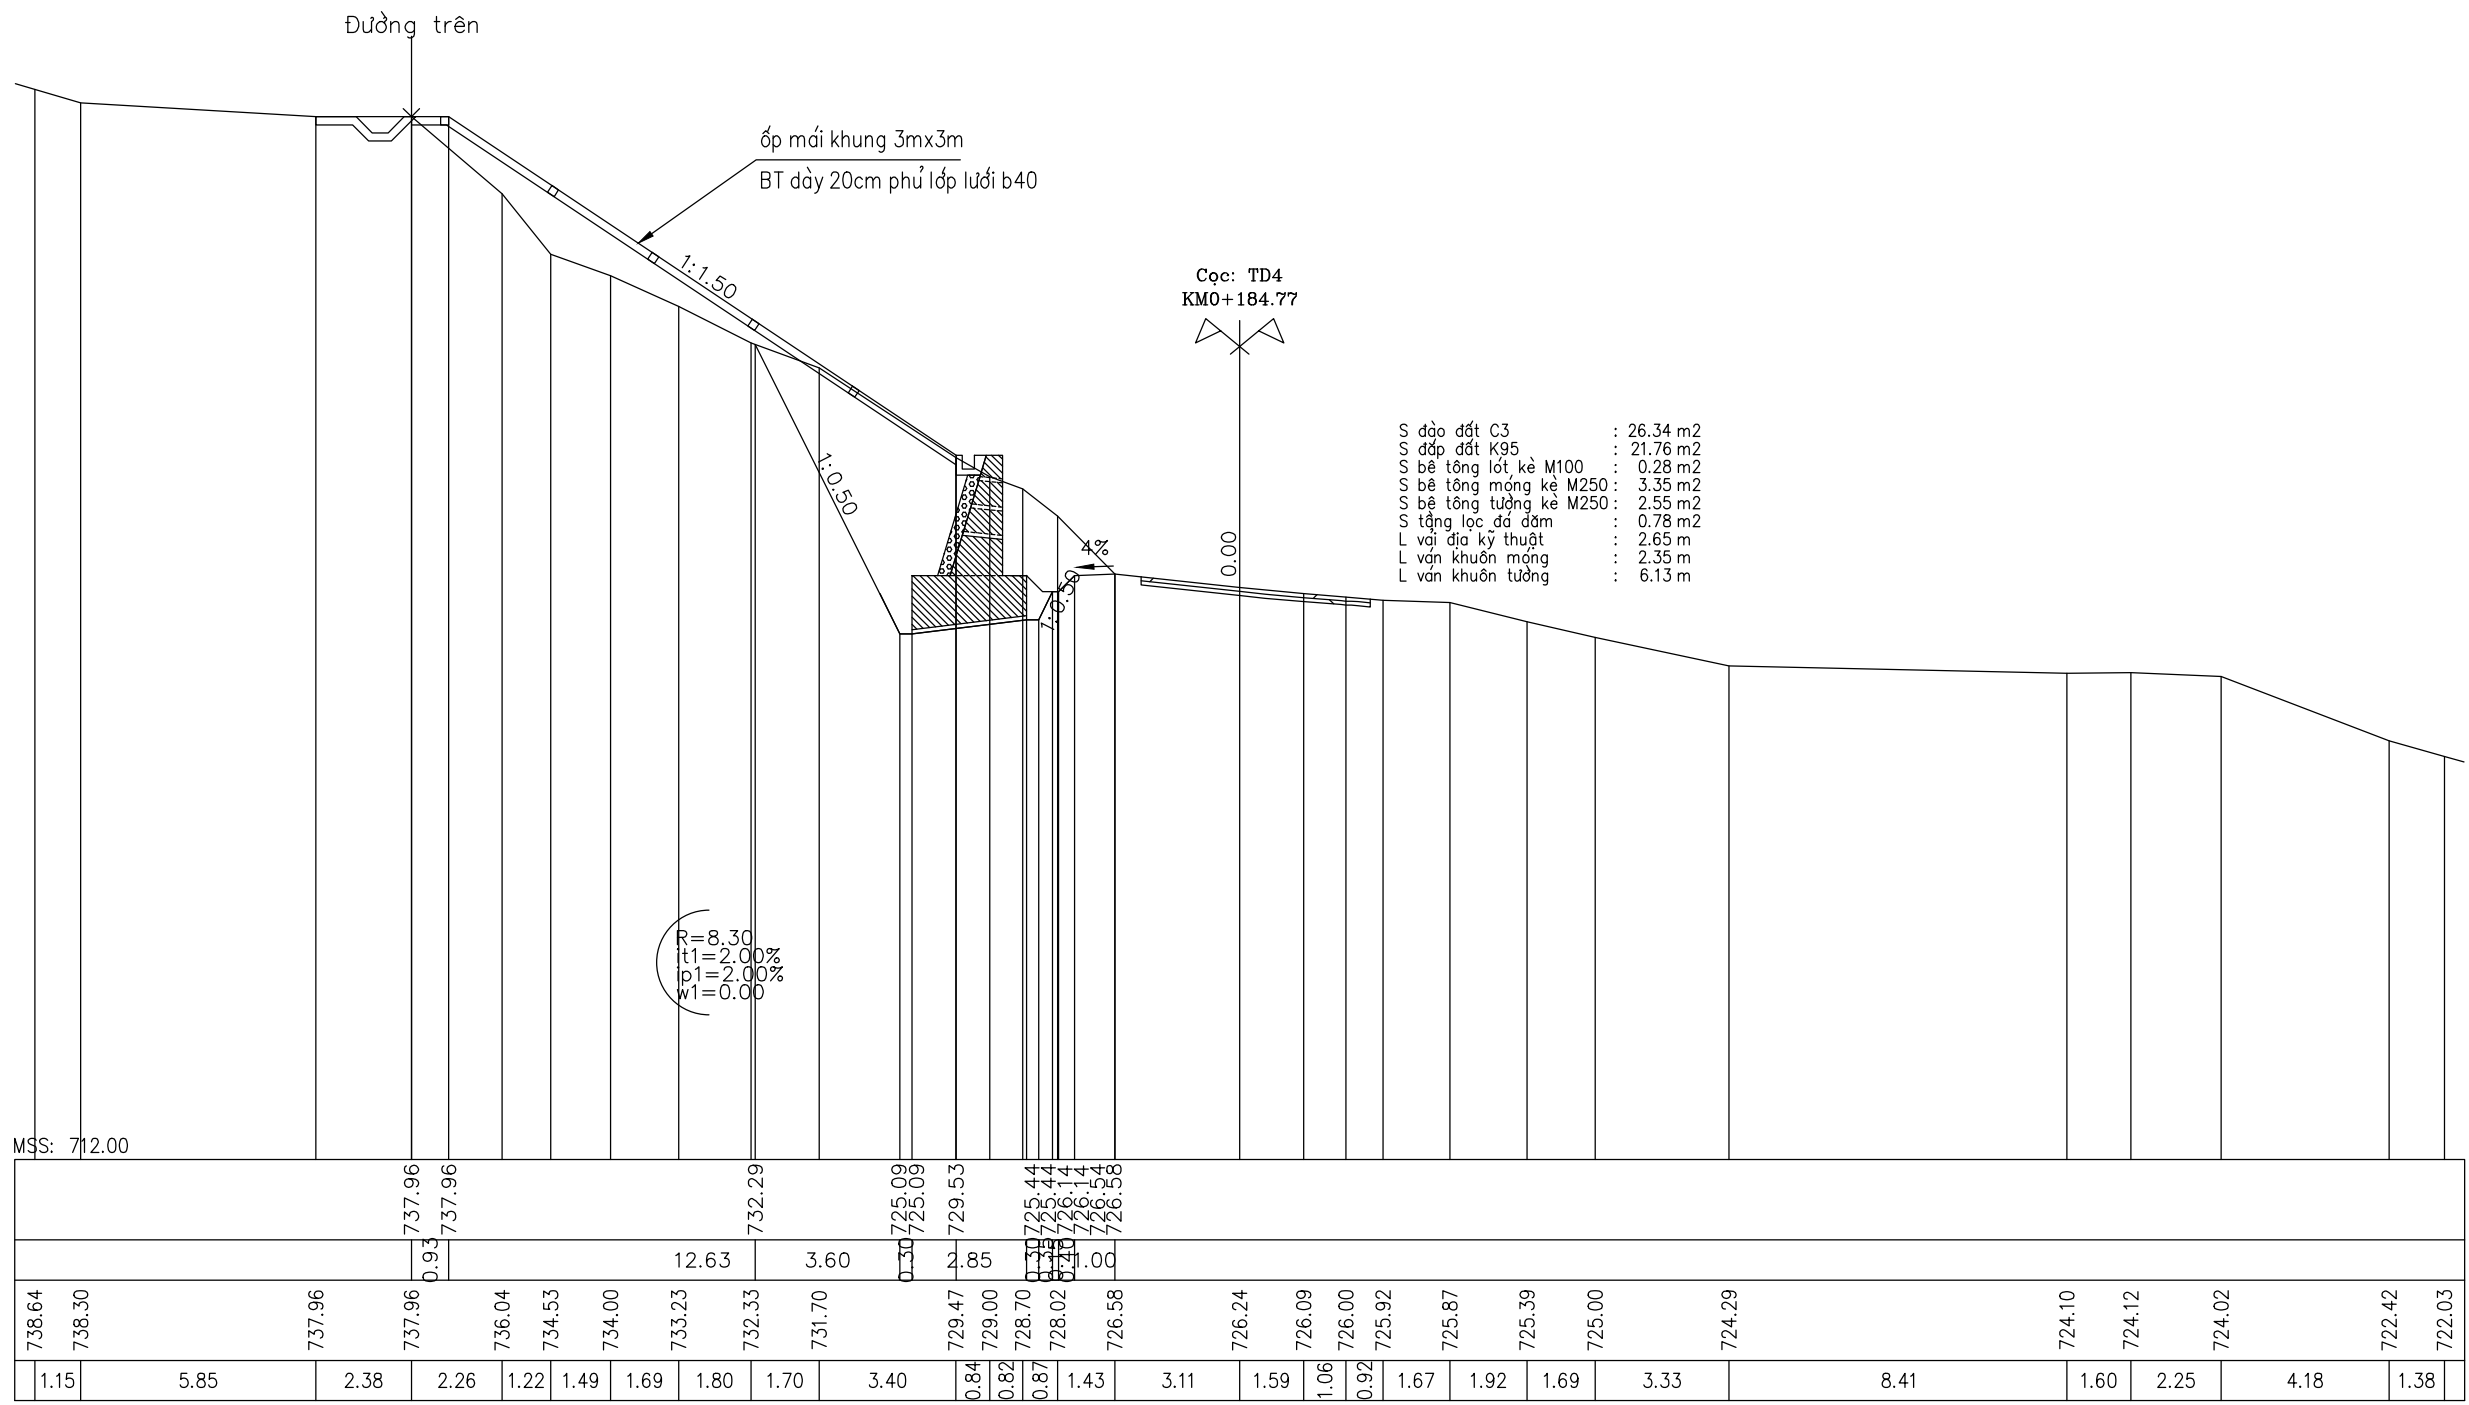 Đường trên
ốp mái khung 3mx3m
BT dày 20cm phủ lớp lưới b40
1:1.50
Cọc: TD4
KM0+184.77
1:0.50
0.00
4%
1:0.50
S đào đất C3 : 26.34 m2
S đắp đất K95 : 21.76 m2
S bê tông lót kè M100 : 0.28 m2
S bê tông móng kè M250 : 3.35 m2
S bê tông tường kè M250 : 2.55 m2
S tầng lọc đá dăm : 0.78 m2
L vải địa kỹ thuật : 2.65 m
L ván khuôn móng : 2.35 m
L ván khuôn tường : 6.13 m
R=8.30
it1=2.00%
ip1=2.00%
w1=0.00
MSS: 712.00
737.96 737.96 732.29 725.09 725.09 729.53 725.44 725.44 726.14 726.14 726.54 726.58
0.93 12.63 3.60 0.30 2.85 0.30 0.35 0.15 0.40 1.00
738.64 738.30 737.96 737.96 736.04 734.53 734.00 733.23 732.33 731.70 729.47 729.00 728.70 728.02 726.58 726.24 726.09 726.00 725.92 725.87 725.39 725.00 724.29 724.10 724.12 724.02 722.42 722.03
1.15 5.85 2.38 2.26 1.22 1.49 1.69 1.80 1.70 3.40 0.84 0.82 0.87 1.43 3.11 1.59 1.06 0.92 1.67 1.92 1.69 3.33 8.41 1.60 2.25 4.18 1.38